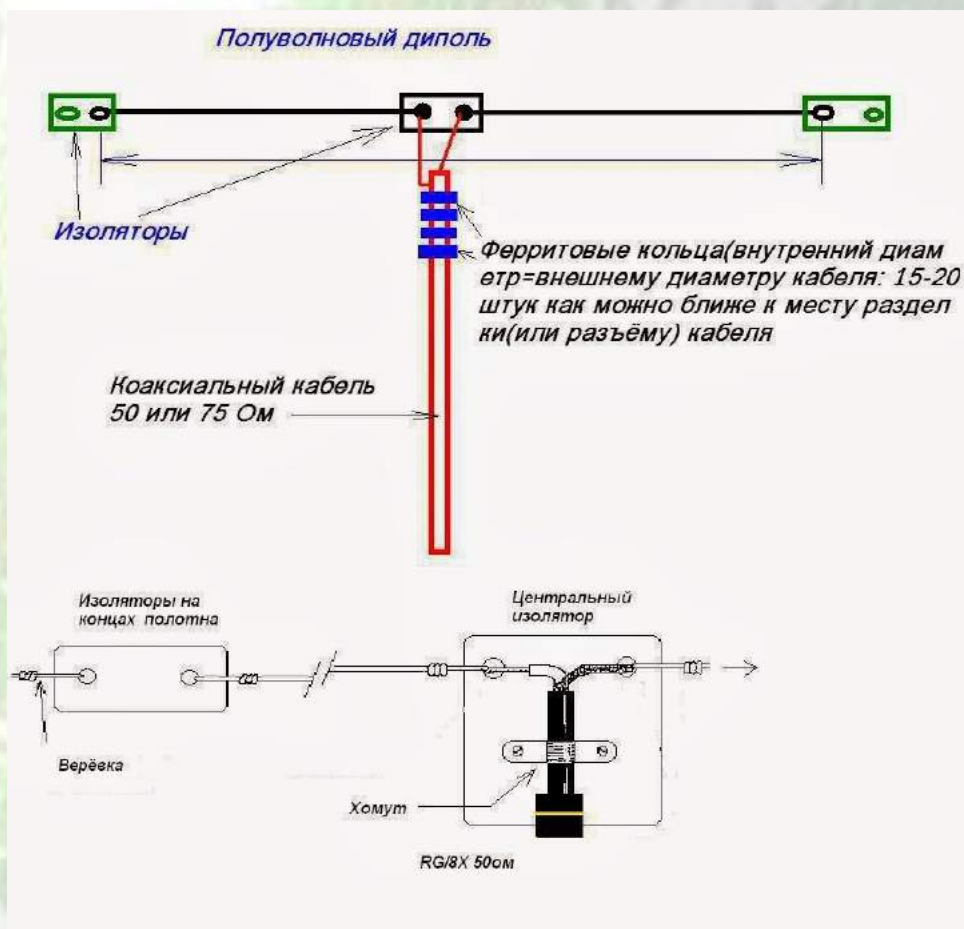 Полуволновый диполь
Изоляторы
Ферритовые кольца(внутренний диам
етр=внешнему диаметру кабеля: 15-20
штук как можно ближе к месту раздел
ки(или разъёму) кабеля
Коаксиальный кабель
50 или 75 Ом
Изоляторы на
концах полотна
Центральный
изолятор
Верёвка
Хомут
RG/8X 50ом